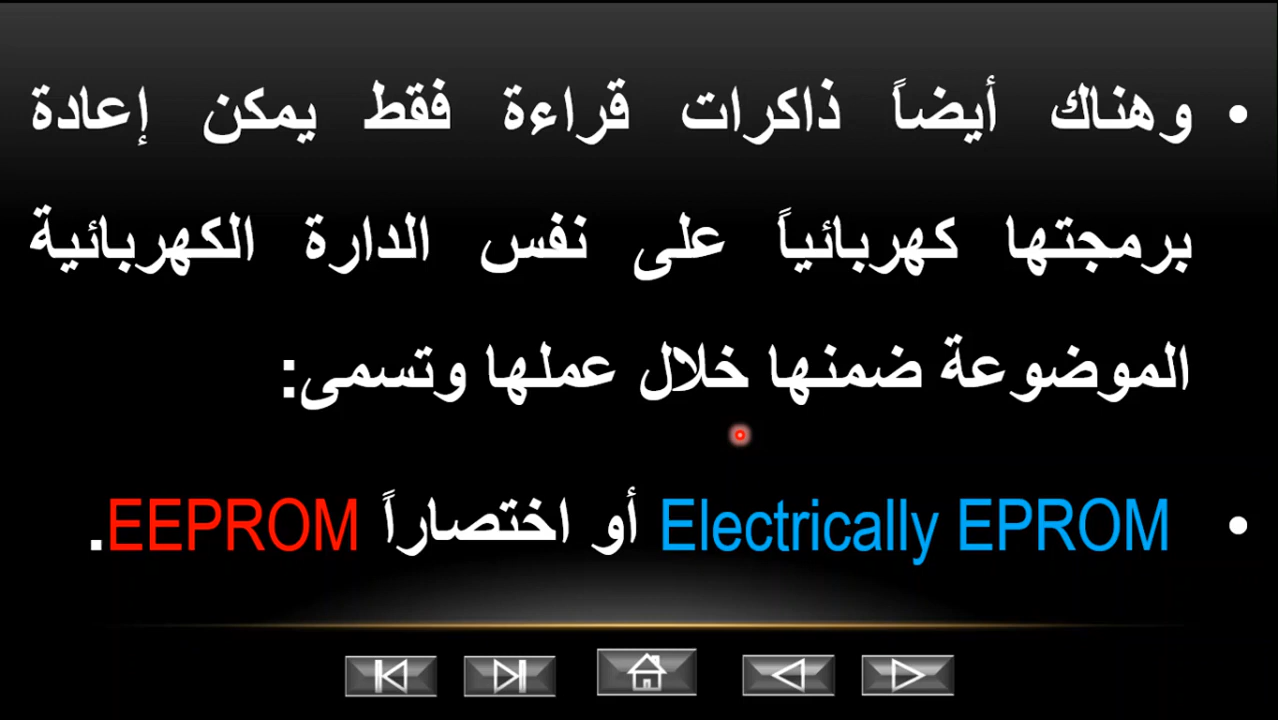 • وهناك أيضاً ذاكرات قراءة فقط يمكن إعادة
برمجتها كهربائياً على نفس الدارة الكهربائية
الموضوعة ضمنها خلال عملها وتسمى:
• Electrically EPROM أو اختصاراً EEPROM.